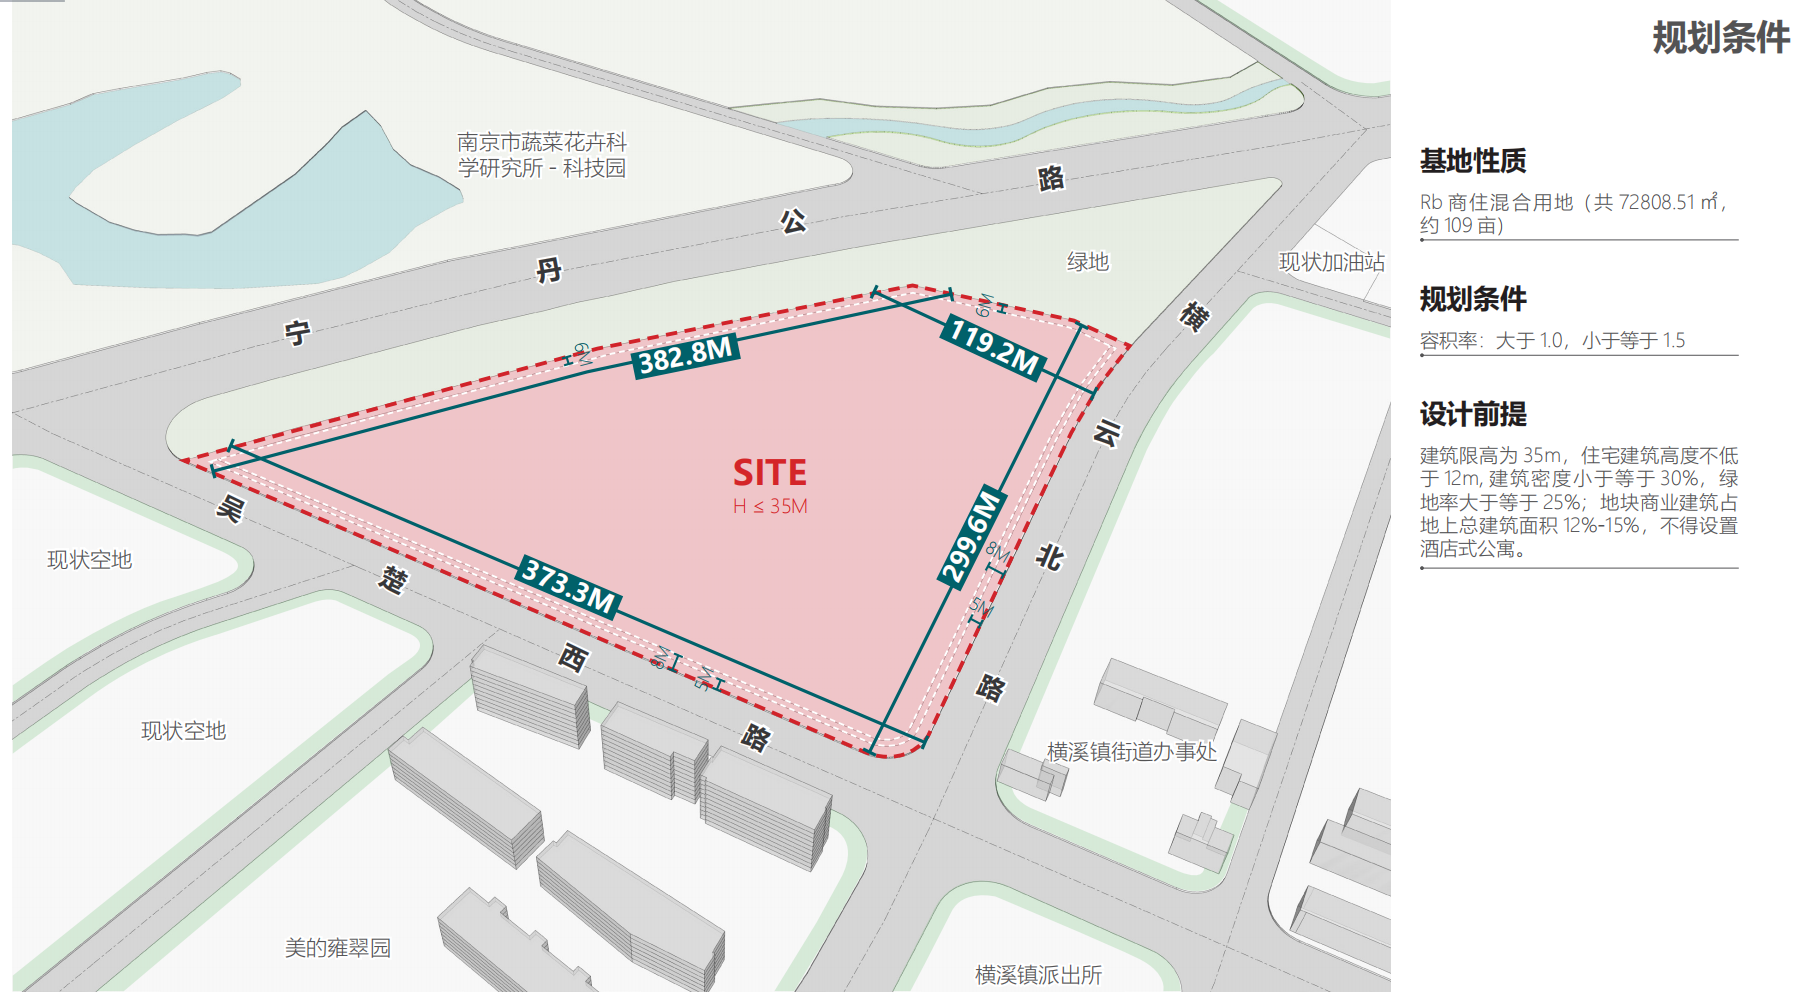 规划条件
南京市蔬菜花卉科
学研究所 - 科技园
宁
丹
公
路
绿地
现状加油站
6M
6M
382.8M
119.2M
横
云
北
路
SITE
H ≤ 35M
299.6M
8M
5M
吴
楚
西
路
373.3M
8M
5M
现状空地
现状空地
横溪镇街道办事处
美的雍翠园
横溪镇派出所
基地性质
Rb 商住混合用地（共 72808.51 ㎡，
约 109 亩）
规划条件
容积率：大于 1.0，小于等于 1.5
设计前提
建筑限高为 35m，住宅建筑高度不低
于 12m, 建筑密度小于等于 30%，绿
地率大于等于 25%；地块商业建筑占
地上总建筑面积 12%-15%，不得设置
酒店式公寓。